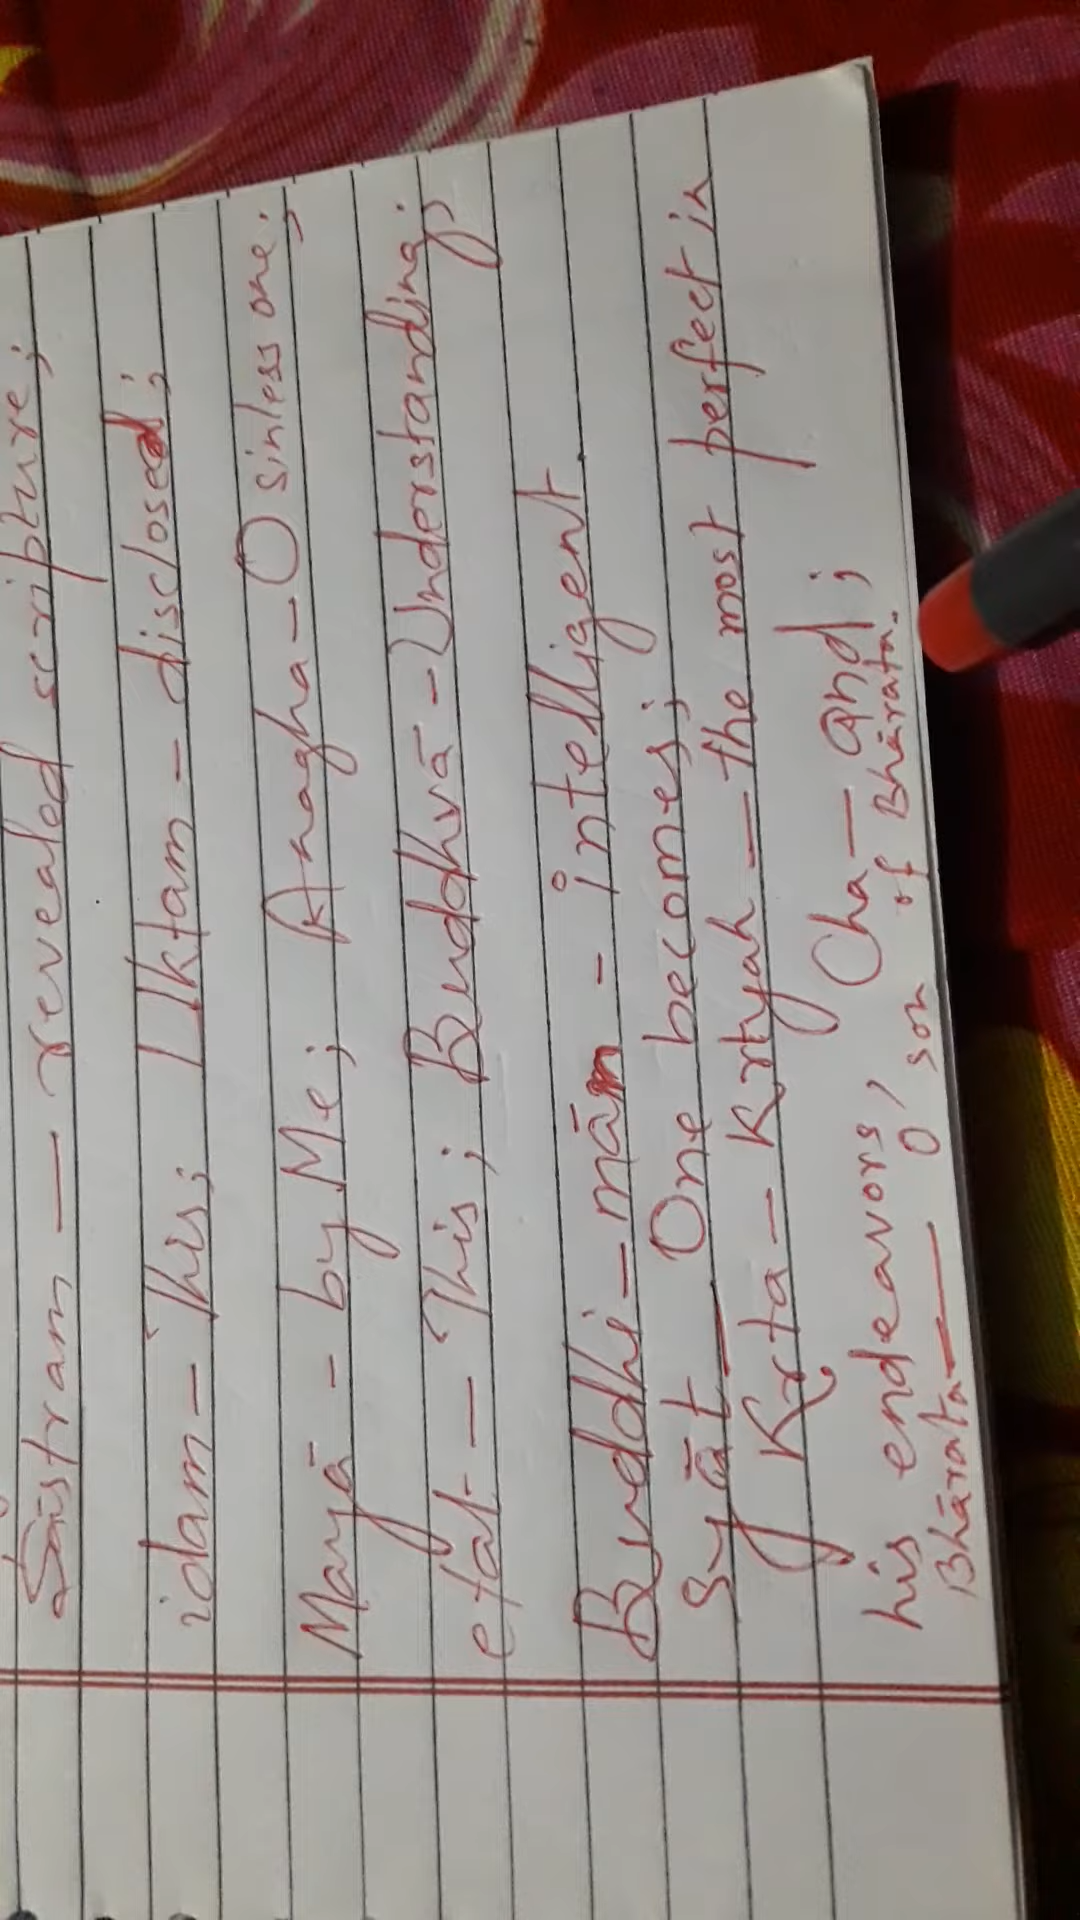 Śāstram — revealed scripture;
idam - This; Uktam - disclosed;
Mayā - by Me; Anagha - O sinless one;
etat — This; Buddhvā - Understanding;
Buddhi-mān - intelligent
Syāt — One becomes;
Kṛta - Krtyah — the most perfect in
his endeavors, Cha — and;
Bhārata — O, son of Bhārata.